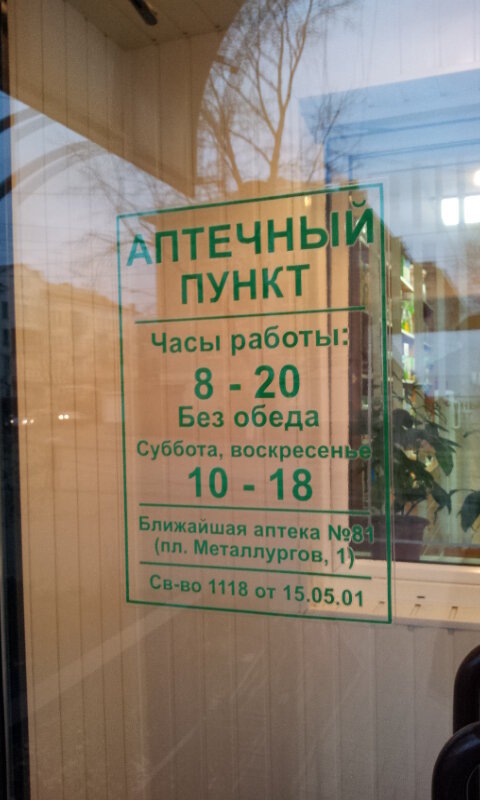 АПТЕЧНЫЙ
ПУНКТ
Часы работы:
8 - 20
Без обеда
Суббота, воскресенье
10 - 18
Ближайшая аптека №81
(пл. Металлургов, 1)
Св-во 1118 от 15.05.01